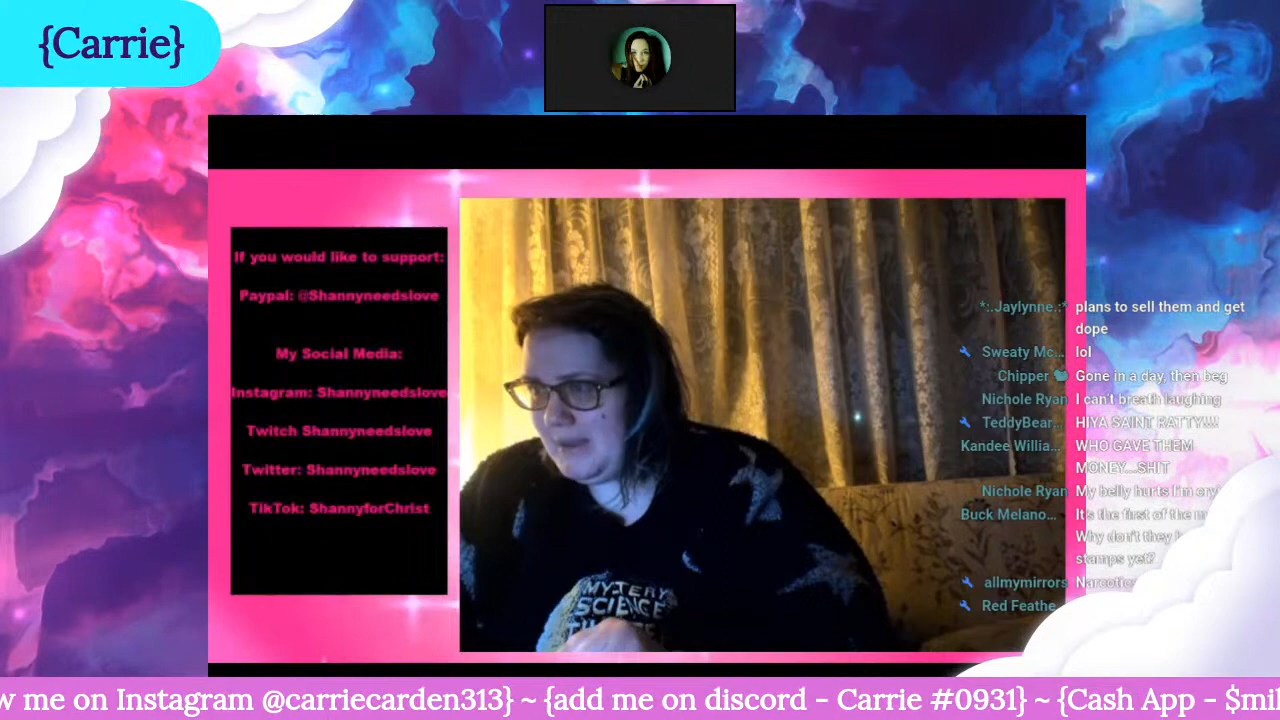 {Carrie}
If you would like to support:
Paypal: @Shannyneedslove
My Social Media:
Instagram: Shannyneedslove
Twitch Shannyneedslove
Twitter: Shannyneedslove
TikTok: ShannyforChrist
MYSTERY
SCIENCE
*:.Jaylynne.:* plans to sell them and get
dope
Sweaty Mc... lol
Chipper Gone in a day, then beg
Nichole Ryan I can't breath laughing
TeddyBear... HIYA SAINT RATTY!!!!
Kandee Willia... WHO GAVE THEM
MONEY...SHIT
Nichole Ryan My belly hurts I'm
Buck Melano... It's the first of the
Why don't they
stamps yet?
allmymirrors
Red Feathe
me on Instagram @carriecarden313} ~ {add me on discord - Carrie #0931} ~ {Cash App -